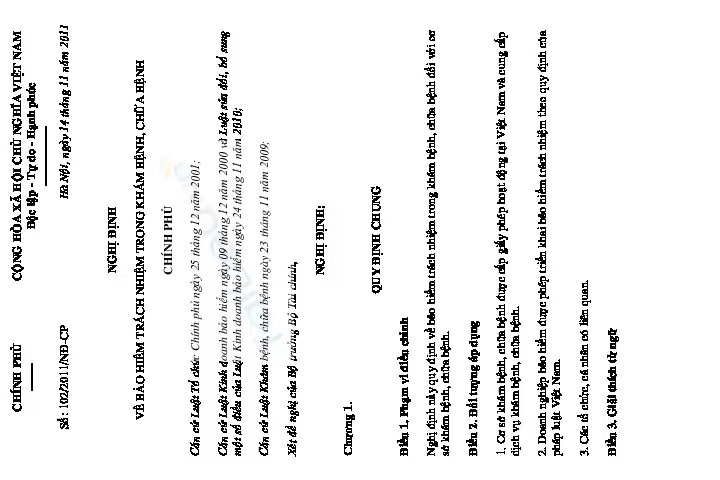 CHÍNH PHỦ
CỘNG HÒA XÃ HỘI CHỦ NGHĨA VIỆT NAM
Độc lập - Tự do - Hạnh phúc
Số: 102/2011/NĐ-CP
Hà Nội, ngày 14 tháng 11 năm 2011
NGHỊ ĐỊNH
VỀ BẢO HIỂM TRÁCH NHIỆM TRONG KHÁM BỆNH, CHỮA BỆNH
CHÍNH PHỦ
Căn cứ Luật Tổ chức Chính phủ ngày 25 tháng 12 năm 2001;
Căn cứ Luật Kinh doanh bảo hiểm ngày 09 tháng 12 năm 2000 và Luật sửa đổi, bổ sung
một số điều của Luật Kinh doanh bảo hiểm ngày 24 tháng 11 năm 2010;
Căn cứ Luật Khám bệnh, chữa bệnh ngày 23 tháng 11 năm 2009;
Xét đề nghị của Bộ trưởng Bộ Tài chính,
NGHỊ ĐỊNH:
Chương 1.
QUY ĐỊNH CHUNG
Điều 1. Phạm vi điều chỉnh
Nghị định này quy định về bảo hiểm trách nhiệm trong khám bệnh, chữa bệnh đối với cơ
sở khám bệnh, chữa bệnh.
Điều 2. Đối tượng áp dụng
1. Cơ sở khám bệnh, chữa bệnh được cấp giấy phép hoạt động tại Việt Nam và cung cấp
dịch vụ khám bệnh, chữa bệnh.
2. Doanh nghiệp bảo hiểm được phép triển khai bảo hiểm trách nhiệm theo quy định của
pháp luật Việt Nam.
3. Các tổ chức, cá nhân có liên quan.
Điều 3. Giải thích từ ngữ